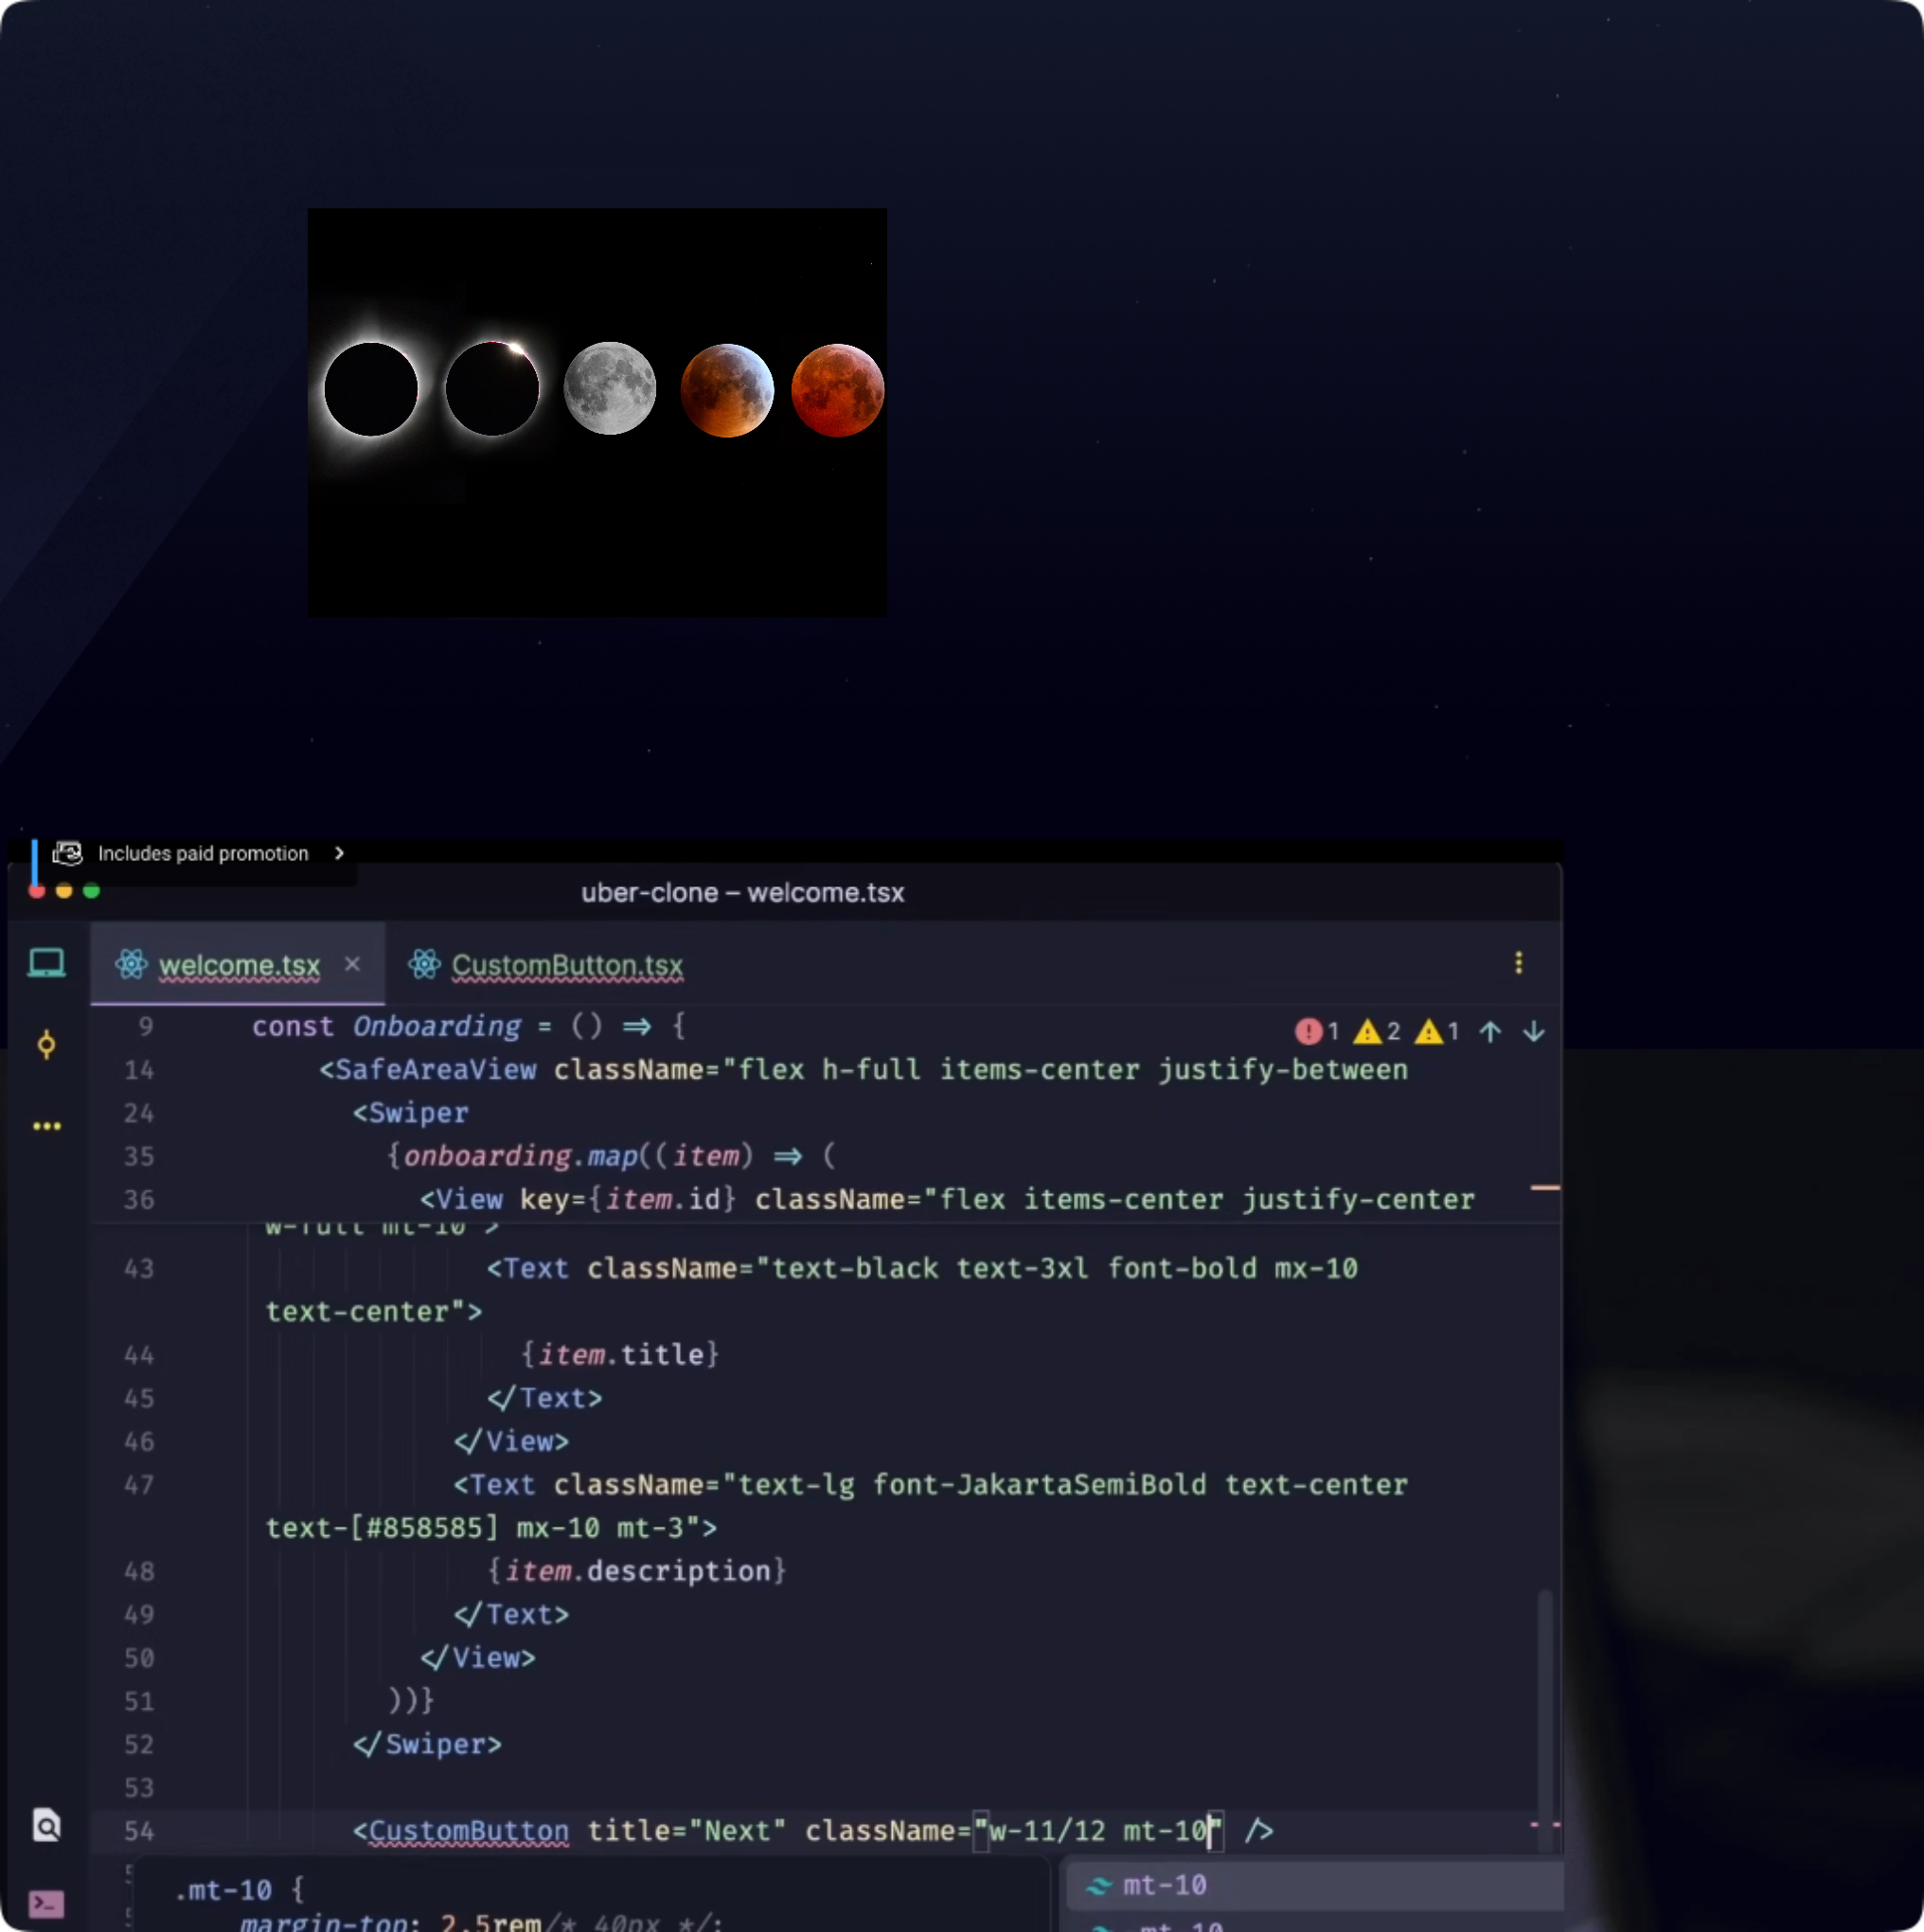 Includes paid promotion
uber-clone – welcome.tsx
welcome.tsx × CustomButton.tsx
9 const Onboarding = () => { 1 2 1
14 <SafeAreaView className="flex h-full items-center justify-between
24 <Swiper
35 {onboarding.map((item) => (
36 <View key={item.id} className="flex items-center justify-center
w-full mt-10">
43 <Text className="text-black text-3xl font-bold mx-10
text-center">
44 {item.title}
45 </Text>
46 </View>
47 <Text className="text-lg font-JakartaSemiBold text-center
text-[#858585] mx-10 mt-3">
48 {item.description}
49 </Text>
50 </View>
51 ))}
52 </Swiper>
53
54 <CustomButton title="Next" className="w-11/12 mt-10" />
.mt-10 { mt-10
margin-top: 2.5rem/* 40px */; -mt-10